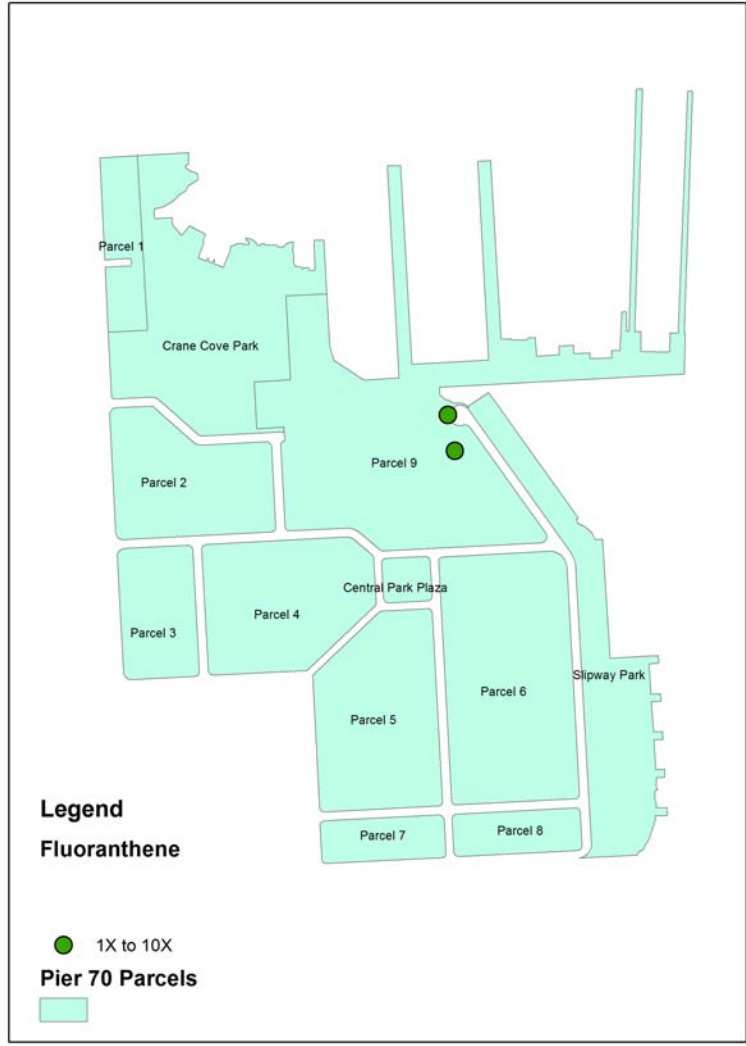 Parcel 1
Crane Cove Park
Parcel 9
Parcel 2
Central Park Plaza
Parcel 4
Parcel 3
Slipway Park
Parcel 6
Parcel 5
Parcel 8
Parcel 7
Legend
Fluoranthene
1X to 10X
Pier 70 Parcels